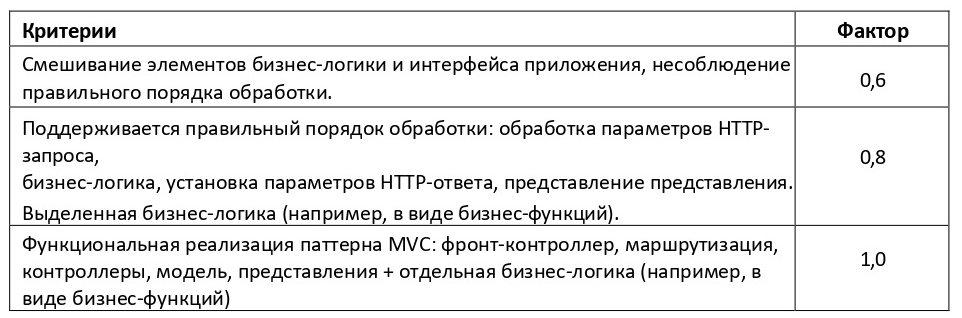 Критерии Фактор
Смешивание элементов бизнес-логики и интерфейса приложения, несоблюдение
правильного порядка обработки.
0,6
Поддерживается правильный порядок обработки: обработка параметров HTTP-
запроса,
бизнес-логика, установка параметров HTTP-ответа, представление представления.
Выделенная бизнес-логика (например, в виде бизнес-функций).
0,8
Функциональная реализация паттерна MVC: фронт-контроллер, маршрутизация,
контроллеры, модель, представления + отдельная бизнес-логика (например, в
виде бизнес-функций)
1,0